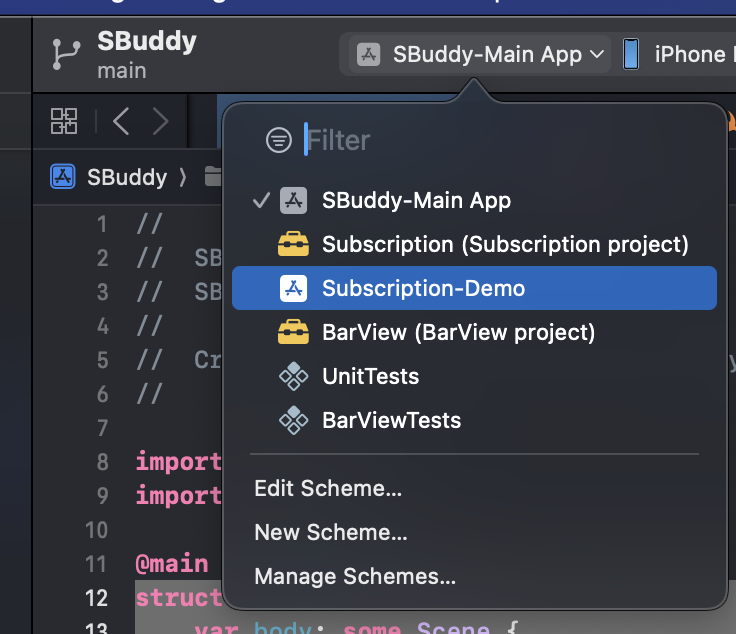 SBuddy
main
SBuddy-Main App
iPhone
Filter
SBuddy
SBuddy-Main App
Subscription (Subscription project)
Subscription-Demo
BarView (BarView project)
UnitTests
BarViewTests
Edit Scheme...
New Scheme...
Manage Schemes...
1 //
2 // SB
3 // SB
4 //
5 // Cr
6 //
7
8 import
9 import
10
11 @main
12 struct
13 var body: some Scene {